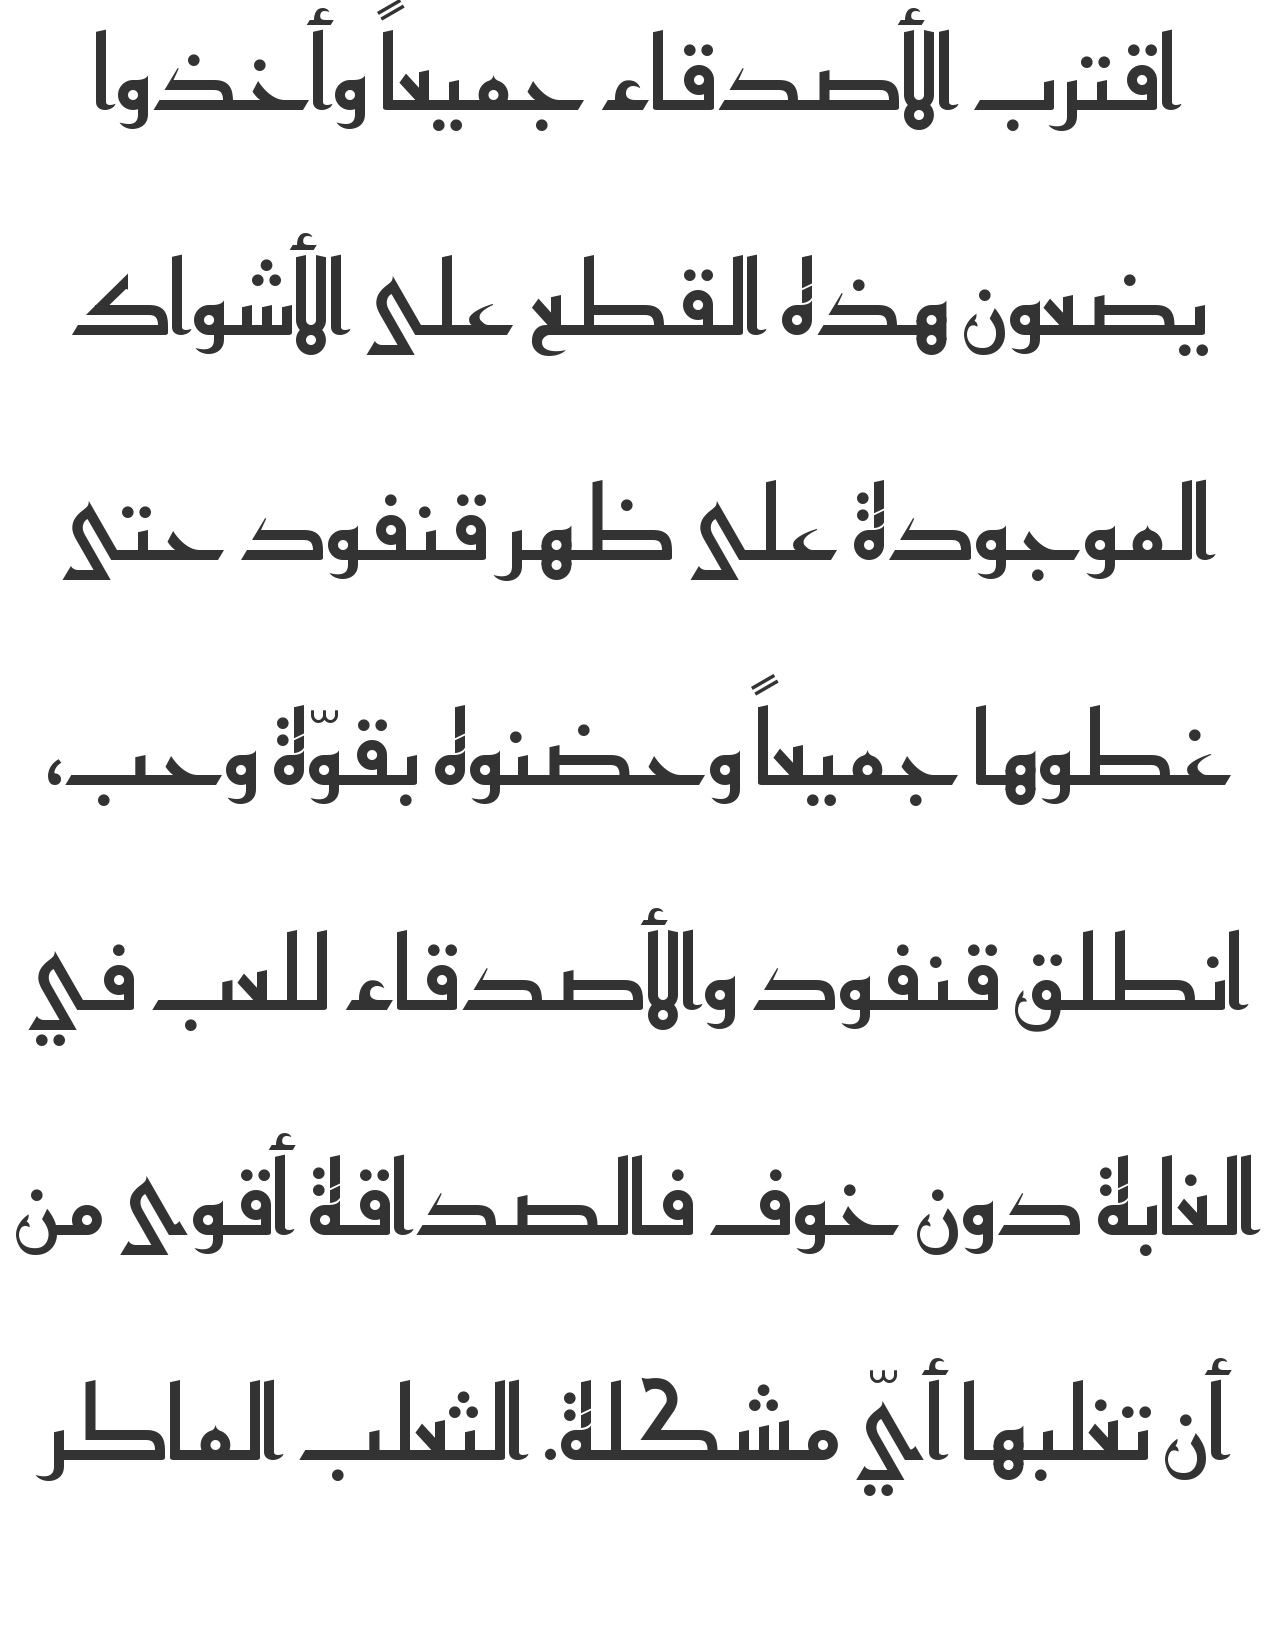 اقترب الأصدقاء جميعاً وأخذوا
يضعون هذه القطع على الأشواك
الموجودة على ظهر قنفود حتى
غطوها جميعاً وحضنوه بقوّة وحب،
انطلق قنفود والأصدقاء للعب في
الغابة دون خوف فالصداقة أقوى من
أن تغلبها أيّ مشكلة. الثعلب الماكر